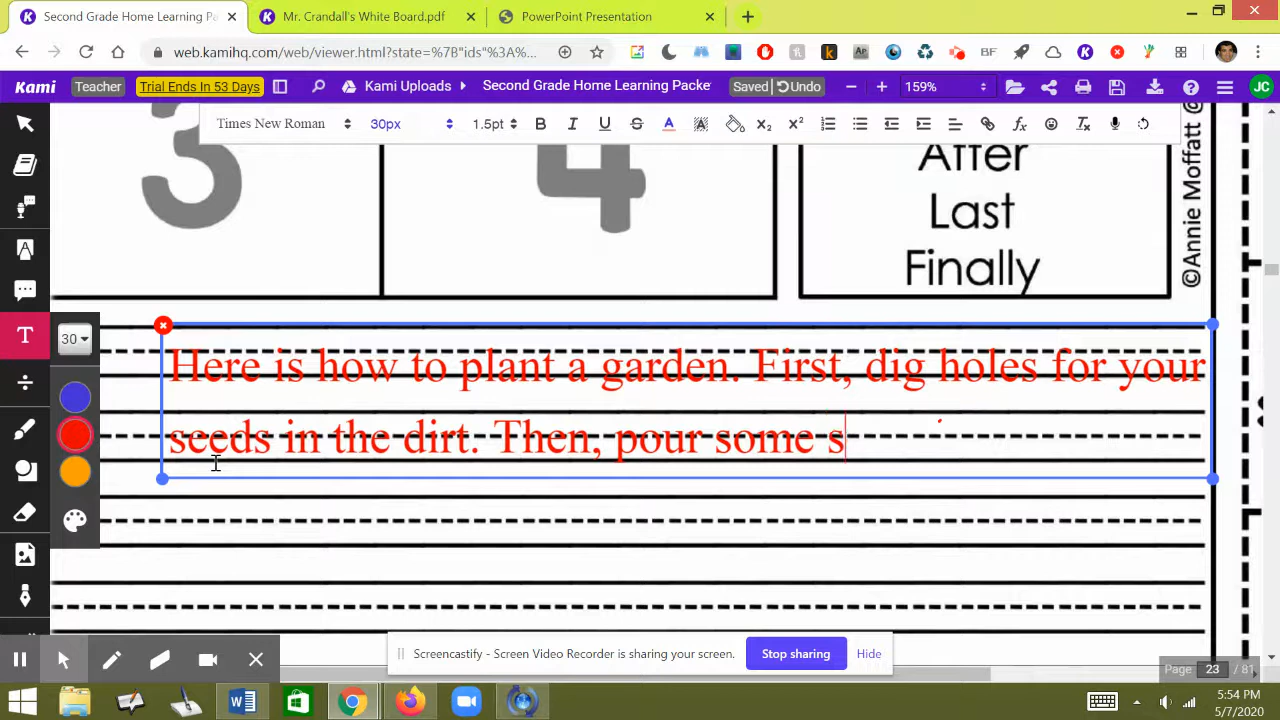 Second Grade Home Learning Pa
Mr. Crandall's White Board.pdf
PowerPoint Presentation
web.kamihq.com/web/viewer.html?state=%7B"ids"%3A%...
Kami
Teacher
Trial Ends In 53 Days
Kami Uploads
Second Grade Home Learning Packe
Saved
Undo
159%
JC
Times New Roman
30px
1.5pt
3
4
After
Last
Finally
©Annie Moffatt @
30
Here is how to plant a garden. First, dig holes for your
seeds in the dirt. Then, pour some s
Screencastify - Screen Video Recorder is sharing your screen.
Stop sharing
Hide
Page 23 / 81
5:54 PM
5/7/2020